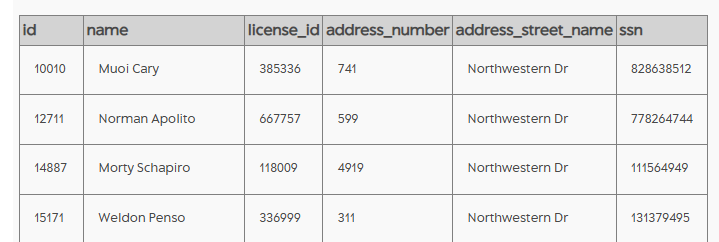 id name license_id address_number address_street_name ssn
10010 Muoi Cary 385336 741 Northwestern Dr 828638512
12711 Norman Apolito 667757 599 Northwestern Dr 778264744
14887 Morty Schapiro 118009 4919 Northwestern Dr 111564949
15171 Weldon Penso 336999 311 Northwestern Dr 131379495